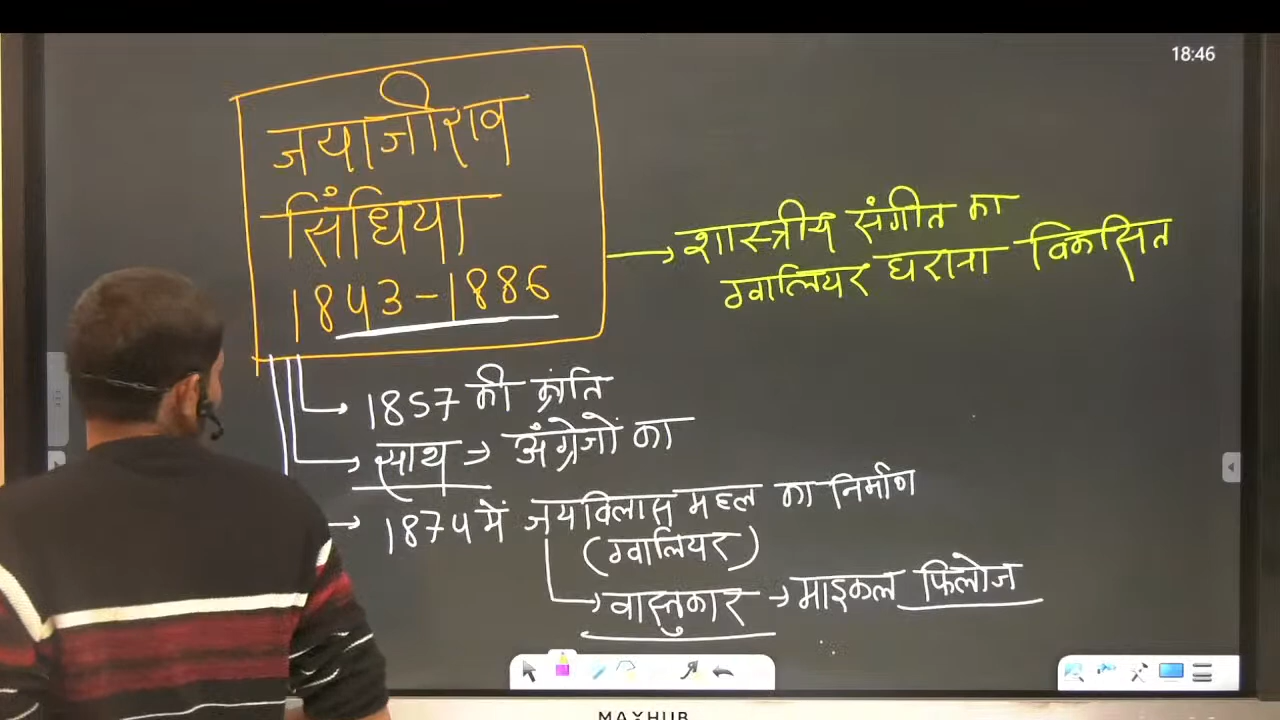 18:46
जयाजीराव
सिंधिया
1843-1886
→ शास्त्रीय संगीत का
ग्वालियर घराना विकसित
→ 1857 की क्रांति
→ साथ → अंग्रेजों का
→ 1874 में जयविलास महल का निर्माण
(ग्वालियर)
→ वास्तुकार → माइकल फिलोज
MAXHUB